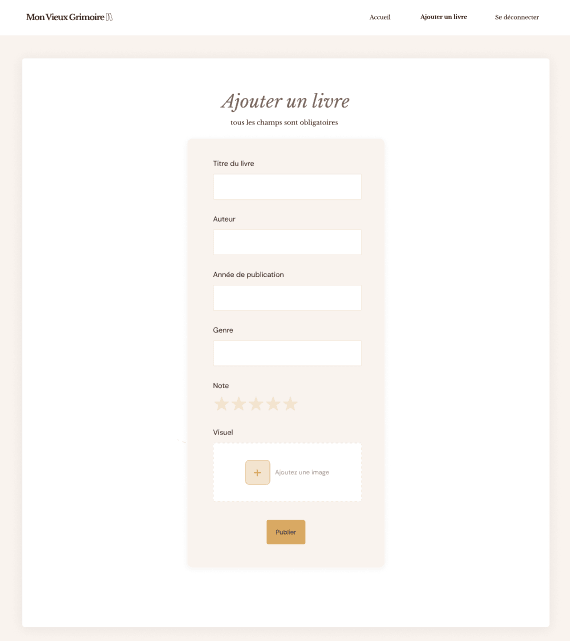 Mon Vieux Grimoire
Accueil
Ajouter un livre
Se déconnecter
Ajouter un livre
tous les champs sont obligatoires
Titre du livre
Auteur
Année de publication
Genre
Note
Visuel
+ Ajoutez une image
Publier